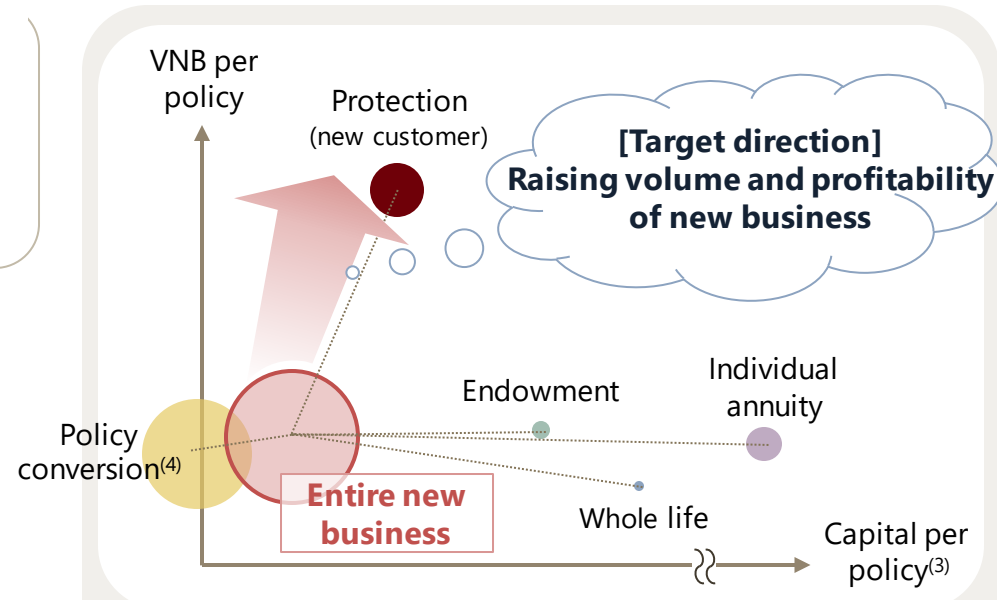 VNB per
policy
Protection
(new customer)
[Target direction]
Raising volume and profitability
of new business
Individual
annuity
Endowment
Policy
conversion(4)
Entire new
business
Whole life
Capital per
policy(3)